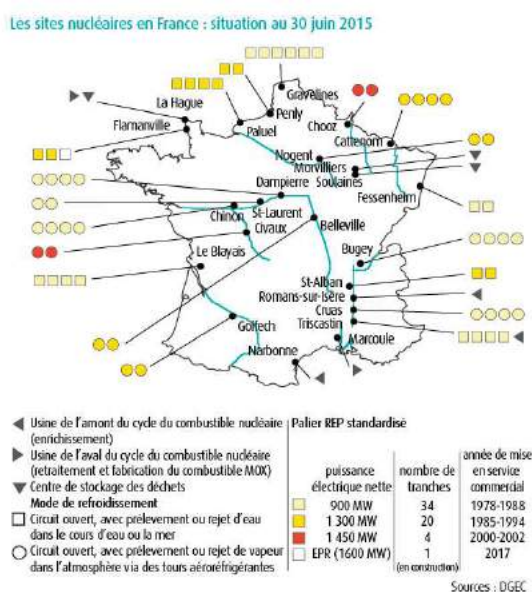 Les sites nucléaires en France : situation au 30 juin 2015
Gravelines
La Hague
Penly
Flamanville
Paluel
Chooz
Cattenom
Nogent
Morvilliers
Soulaines
Dampierre
Fessenheim
Chinon
St-Laurent
Civaux
Belleville
Le Blayais
Bugey
St-Alban
Romans-sur-Isère
Cruas
Triscastin
Golfech
Marcoule
Narbonne
Usine de l'amont du cycle du combustible nucléaire
(enrichissement)
Usine de l'aval du cycle du combustible nucléaire
(retraitement et fabrication du combustible MOX)
Centre de stockage des déchets
Mode de refroidissement
Circuit ouvert, avec prélevement ou rejet d'eau
dans le cours d'eau ou la mer
Circuit ouvert, avec prélevement ou rejet de vapeur
dans l'atmosphère via des tours aéroréfrigérantes
Palier REP standardisé
puissance électrique nette
nombre de tranches
année de mise en service commercial
900 MW 34 1978-1988
1 300 MW 20 1985-1994
1 450 MW 4 2000-2002
EPR (1600 MW) 1 2017
(en construction)
Sources : DGEC